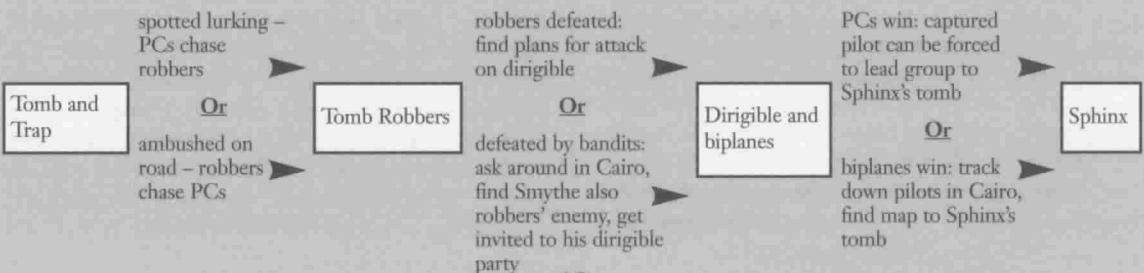 Tomb and
Trap
spotted lurking –
PCs chase
robbers
Or
ambushed on
road – robbers
chase PCs
Tomb Robbers
robbers defeated:
find plans for attack
on dirigible
Or
defeated by bandits:
ask around in Cairo,
find Smythe also
robbers' enemy, get
invited to his dirigible
party
Dirigible and
biplanes
PCs win: captured
pilot can be forced
to lead group to
Sphinx's tomb
Or
biplanes win: track
down pilots in Cairo,
find map to Sphinx's
tomb
Sphinx